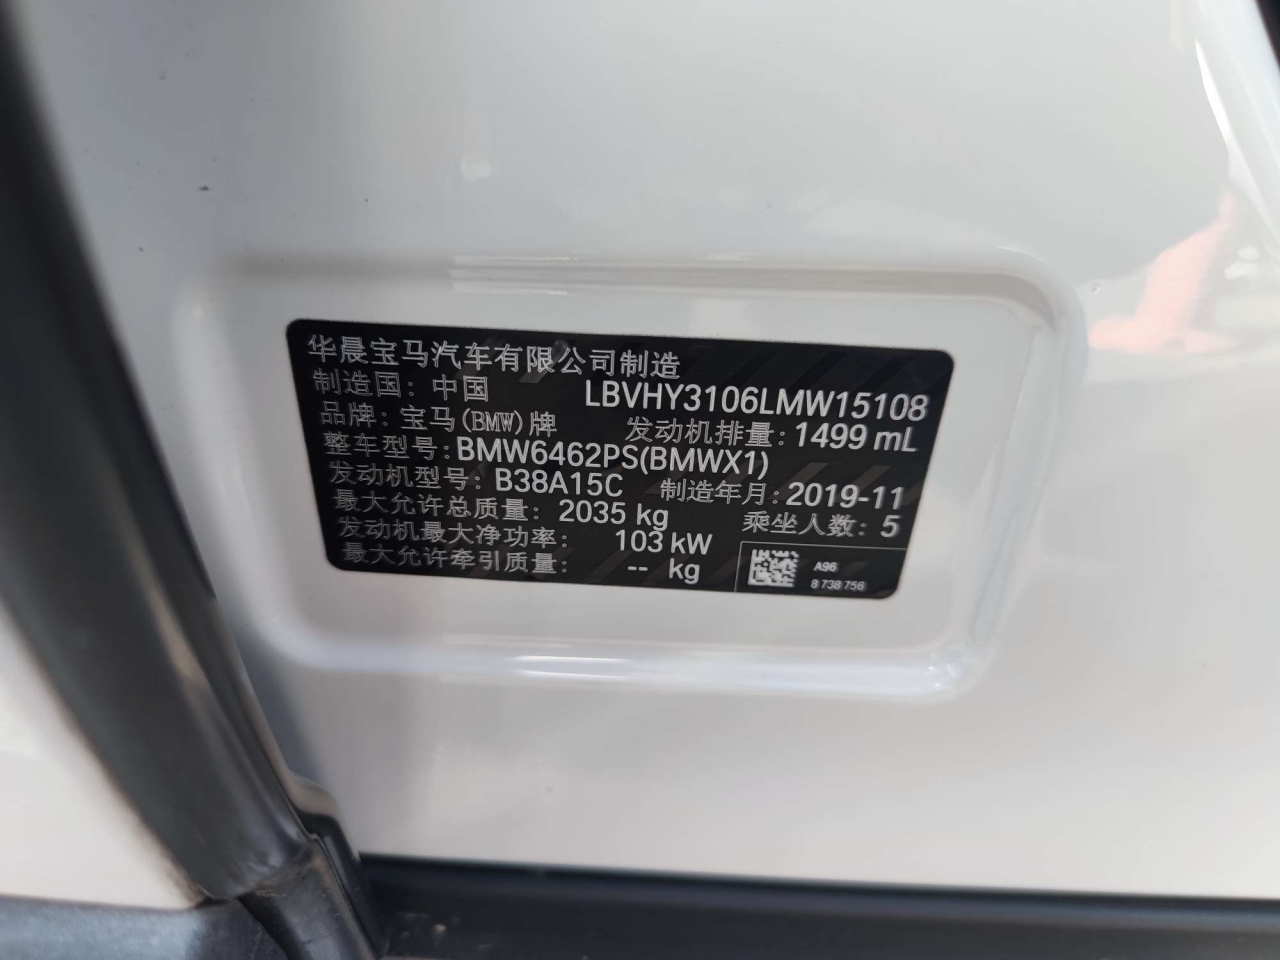 华晨宝马汽车有限公司制造
制造国: 中国 LBVHY3106LMW15108
品牌: 宝马(BMW)牌 发动机排量: 1499 mL
整车型号: BMW6462PS(BMWX1)
发动机型号: B38A15C 制造年月: 2019-11
最大允许总质量: 2035 kg 乘坐人数: 5
发动机最大净功率: 103 kW
最大允许牵引质量: -- kg
A96
8 738 756